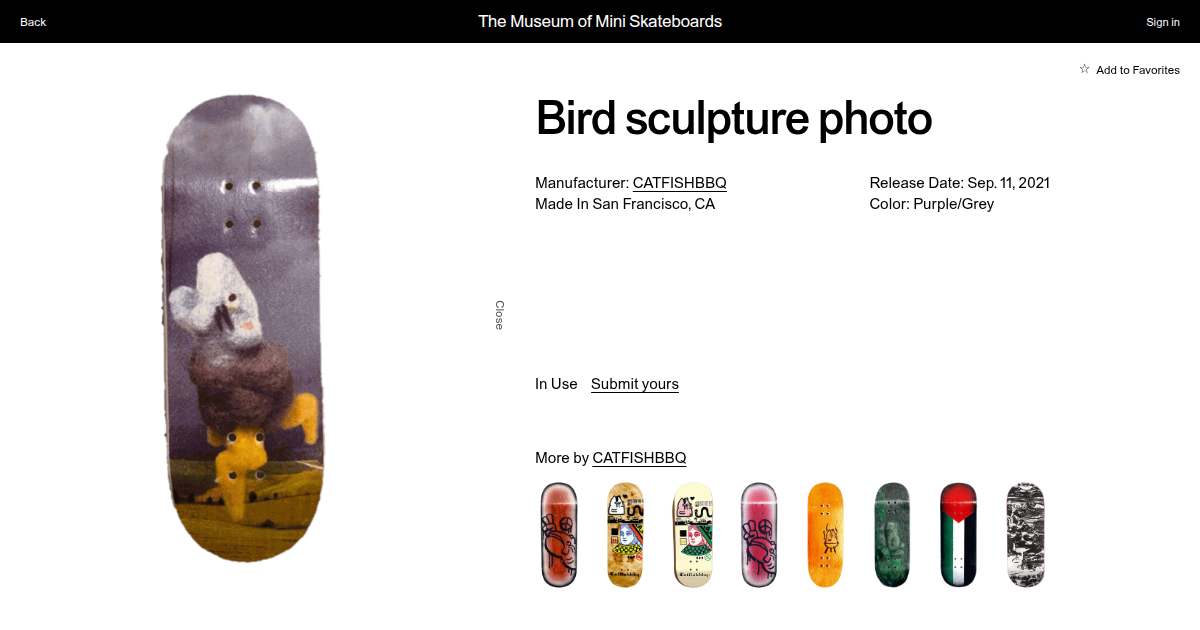 Back
The Museum of Mini Skateboards
Sign in
☆ Add to Favorites
Bird sculpture photo
Manufacturer: CATFISHBBQ
Made In San Francisco, CA
Release Date: Sep. 11, 2021
Color: Purple/Grey
Close
In Use Submit yours
More by CATFISHBBQ